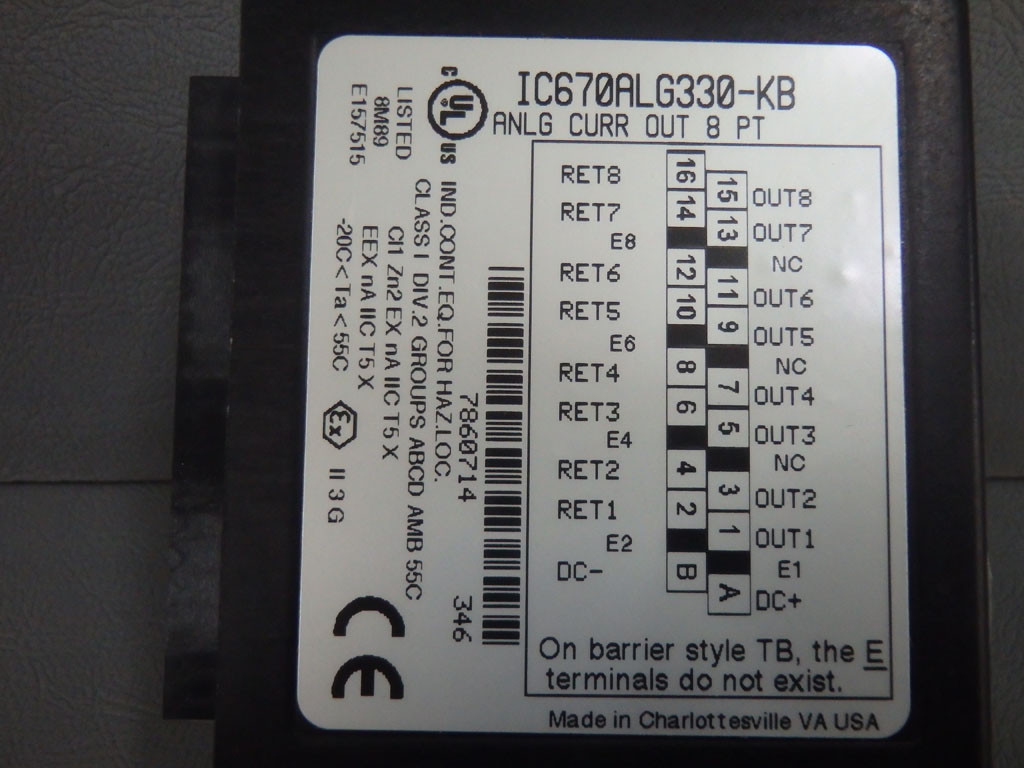 IC670ALG330-KB
ANLG CURR OUT 8 PT
RET8 16 15 OUT8
RET7 14 13 OUT7
E8 NC
RET6 12 11 OUT6
RET5 10 9 OUT5
E6 NC
RET4 8 7 OUT4
RET3 6 5 OUT3
E4 NC
RET2 4 3 OUT2
RET1 2 1 OUT1
E2 E1
DC- B A DC+
On barrier style TB, the E
terminals do not exist.
Made in Charlottesville VA USA
C UL US
LISTED
8M89
E157515
7860714 346
IND.CONT.EQ.FOR HAZ.LOC.
CLASS I DIV.2 GROUPS ABCD AMB 55C
Cl1 Zn2 EX nA IIC T5 X
EEX nA IIC T5 X
-20C<Ta<55C Ex II 3 G
CE